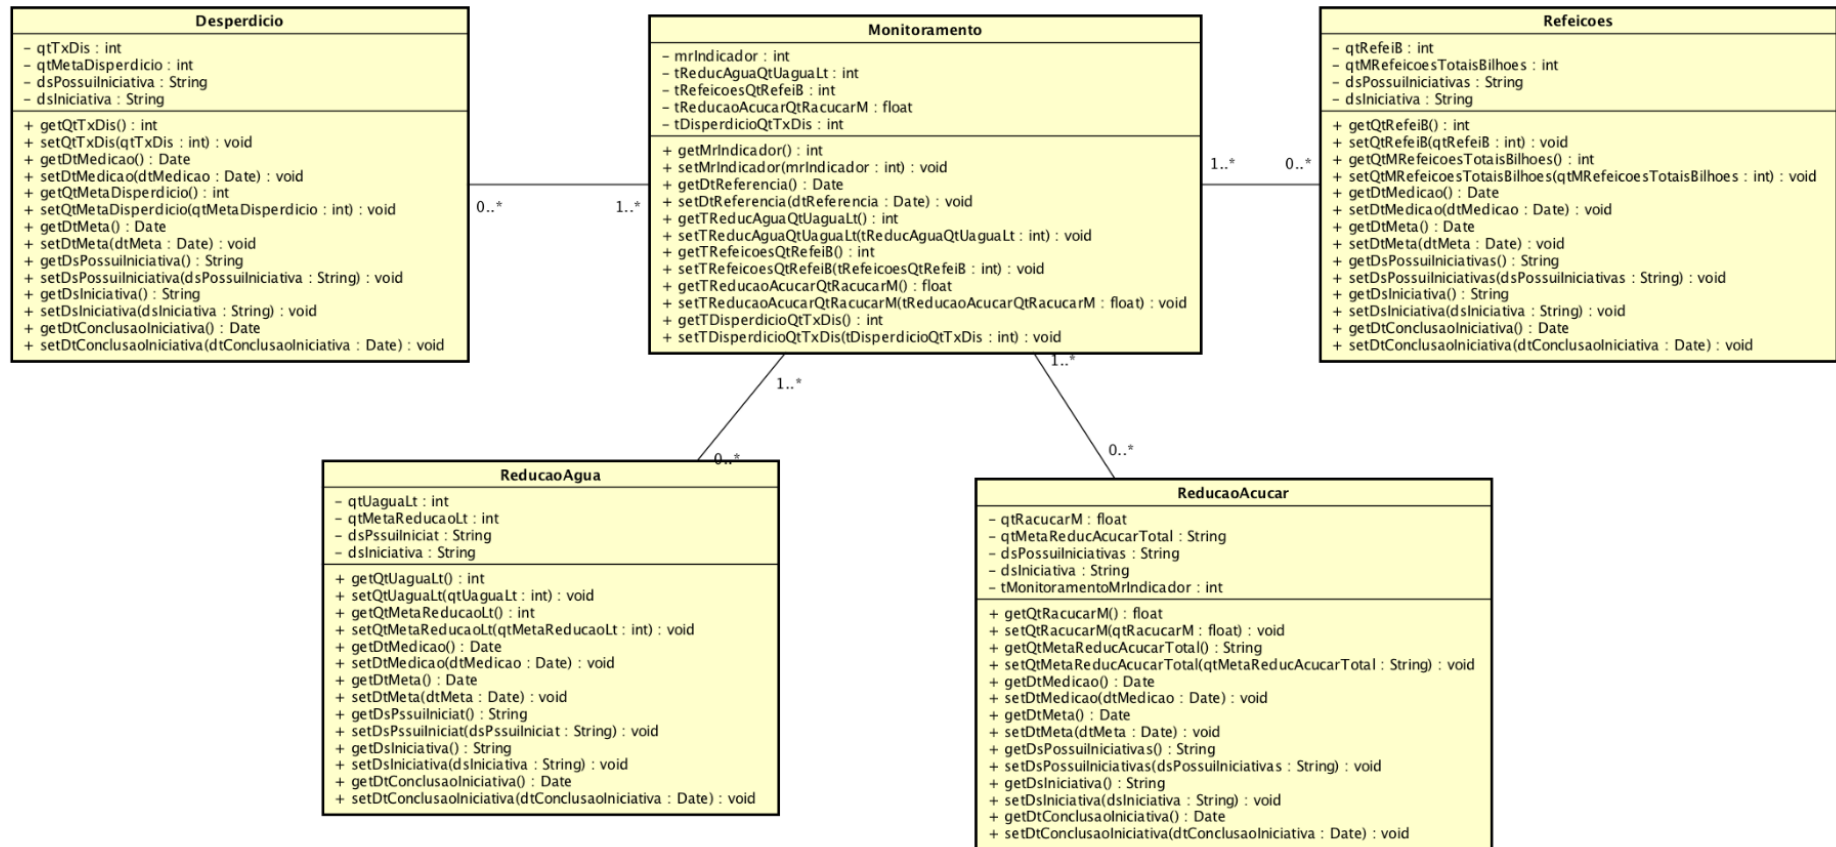 Desperdicio
- qtTxDis : int
- qtMetaDisperdicio : int
- dsPossuiIniciativa : String
- dsIniciativa : String
+ getQtTxDis() : int
+ setQtTxDis(qtTxDis : int) : void
+ getDtMedicao() : Date
+ setDtMedicao(dtMedicao : Date) : void
+ getQtMetaDisperdicio() : int
+ setQtMetaDisperdicio(qtMetaDisperdicio : int) : void
+ getDtMeta() : Date
+ setDtMeta(dtMeta : Date) : void
+ getDsPossuiIniciativa() : String
+ setDsPossuiIniciativa(dsPossuiIniciativa : String) : void
+ getDsIniciativa() : String
+ setDsIniciativa(dsIniciativa : String) : void
+ getDtConclusaoIniciativa() : Date
+ setDtConclusaoIniciativa(dtConclusaoIniciativa : Date) : void
0..*
1..*
Monitoramento
- mrIndicador : int
- tReducAguaQtUaguaLt : int
- tRefeicoesQtRefeiB : int
- tReducaoAcucarQtRacucarM : float
- tDisperdicioQtTxDis : int
+ getMrIndicador() : int
+ setMrIndicador(mrIndicador : int) : void
+ getDtReferencia() : Date
+ setDtReferencia(dtReferencia : Date) : void
+ getTReducAguaQtUaguaLt() : int
+ setTReducAguaQtUaguaLt(tReducAguaQtUaguaLt : int) : void
+ getTRefeicoesQtRefeiB() : int
+ setTRefeicoesQtRefeiB(tRefeicoesQtRefeiB : int) : void
+ getTReducaoAcucarQtRacucarM() : float
+ setTReducaoAcucarQtRacucarM(tReducaoAcucarQtRacucarM : float) : void
+ getTDisperdicioQtTxDis() : int
+ setTDisperdicioQtTxDis(tDisperdicioQtTxDis : int) : void
1..*
0..*
Refeicoes
- qtRefeiB : int
- qtMRefeicoesTotaisBilhoes : int
- dsPossuiIniciativas : String
- dsIniciativa : String
+ getQtRefeiB() : int
+ setQtRefeiB(qtRefeiB : int) : void
+ getQtMRefeicoesTotaisBilhoes() : int
+ setQtMRefeicoesTotaisBilhoes(qtMRefeicoesTotaisBilhoes : int) : void
+ getDtMedicao() : Date
+ setDtMedicao(dtMedicao : Date) : void
+ getDtMeta() : Date
+ setDtMeta(dtMeta : Date) : void
+ getDsPossuiIniciativas() : String
+ setDsPossuiIniciativas(dsPossuiIniciativas : String) : void
+ getDsIniciativa() : String
+ setDsIniciativa(dsIniciativa : String) : void
+ getDtConclusaoIniciativa() : Date
+ setDtConclusaoIniciativa(dtConclusaoIniciativa : Date) : void
1..*
0..*
ReducaoAgua
- qtUaguaLt : int
- qtMetaReducaoLt : int
- dsPssuiIniciat : String
- dsIniciativa : String
+ getQtUaguaLt() : int
+ setQtUaguaLt(qtUaguaLt : int) : void
+ getQtMetaReducaoLt() : int
+ setQtMetaReducaoLt(qtMetaReducaoLt : int) : void
+ getDtMedicao() : Date
+ setDtMedicao(dtMedicao : Date) : void
+ getDtMeta() : Date
+ setDtMeta(dtMeta : Date) : void
+ getDsPssuiIniciat() : String
+ setDsPssuiIniciat(dsPssuiIniciat : String) : void
+ getDsIniciativa() : String
+ setDsIniciativa(dsIniciativa : String) : void
+ getDtConclusaoIniciativa() : Date
+ setDtConclusaoIniciativa(dtConclusaoIniciativa : Date) : void
1..*
0..*
ReducaoAcucar
- qtRacucarM : float
- qtMetaReducAcucarTotal : String
- dsPossuiIniciativas : String
- dsIniciativa : String
- tMonitoramentoMrIndicador : int
+ getQtRacucarM() : float
+ setQtRacucarM(qtRacucarM : float) : void
+ getQtMetaReducAcucarTotal() : String
+ setQtMetaReducAcucarTotal(qtMetaReducAcucarTotal : String) : void
+ getDtMedicao() : Date
+ setDtMedicao(dtMedicao : Date) : void
+ getDtMeta() : Date
+ setDtMeta(dtMeta : Date) : void
+ getDsPossuiIniciativas() : String
+ setDsPossuiIniciativas(dsPossuiIniciativas : String) : void
+ getDsIniciativa() : String
+ setDsIniciativa(dsIniciativa : String) : void
+ getDtConclusaoIniciativa() : Date
+ setDtConclusaoIniciativa(dtConclusaoIniciativa : Date) : void